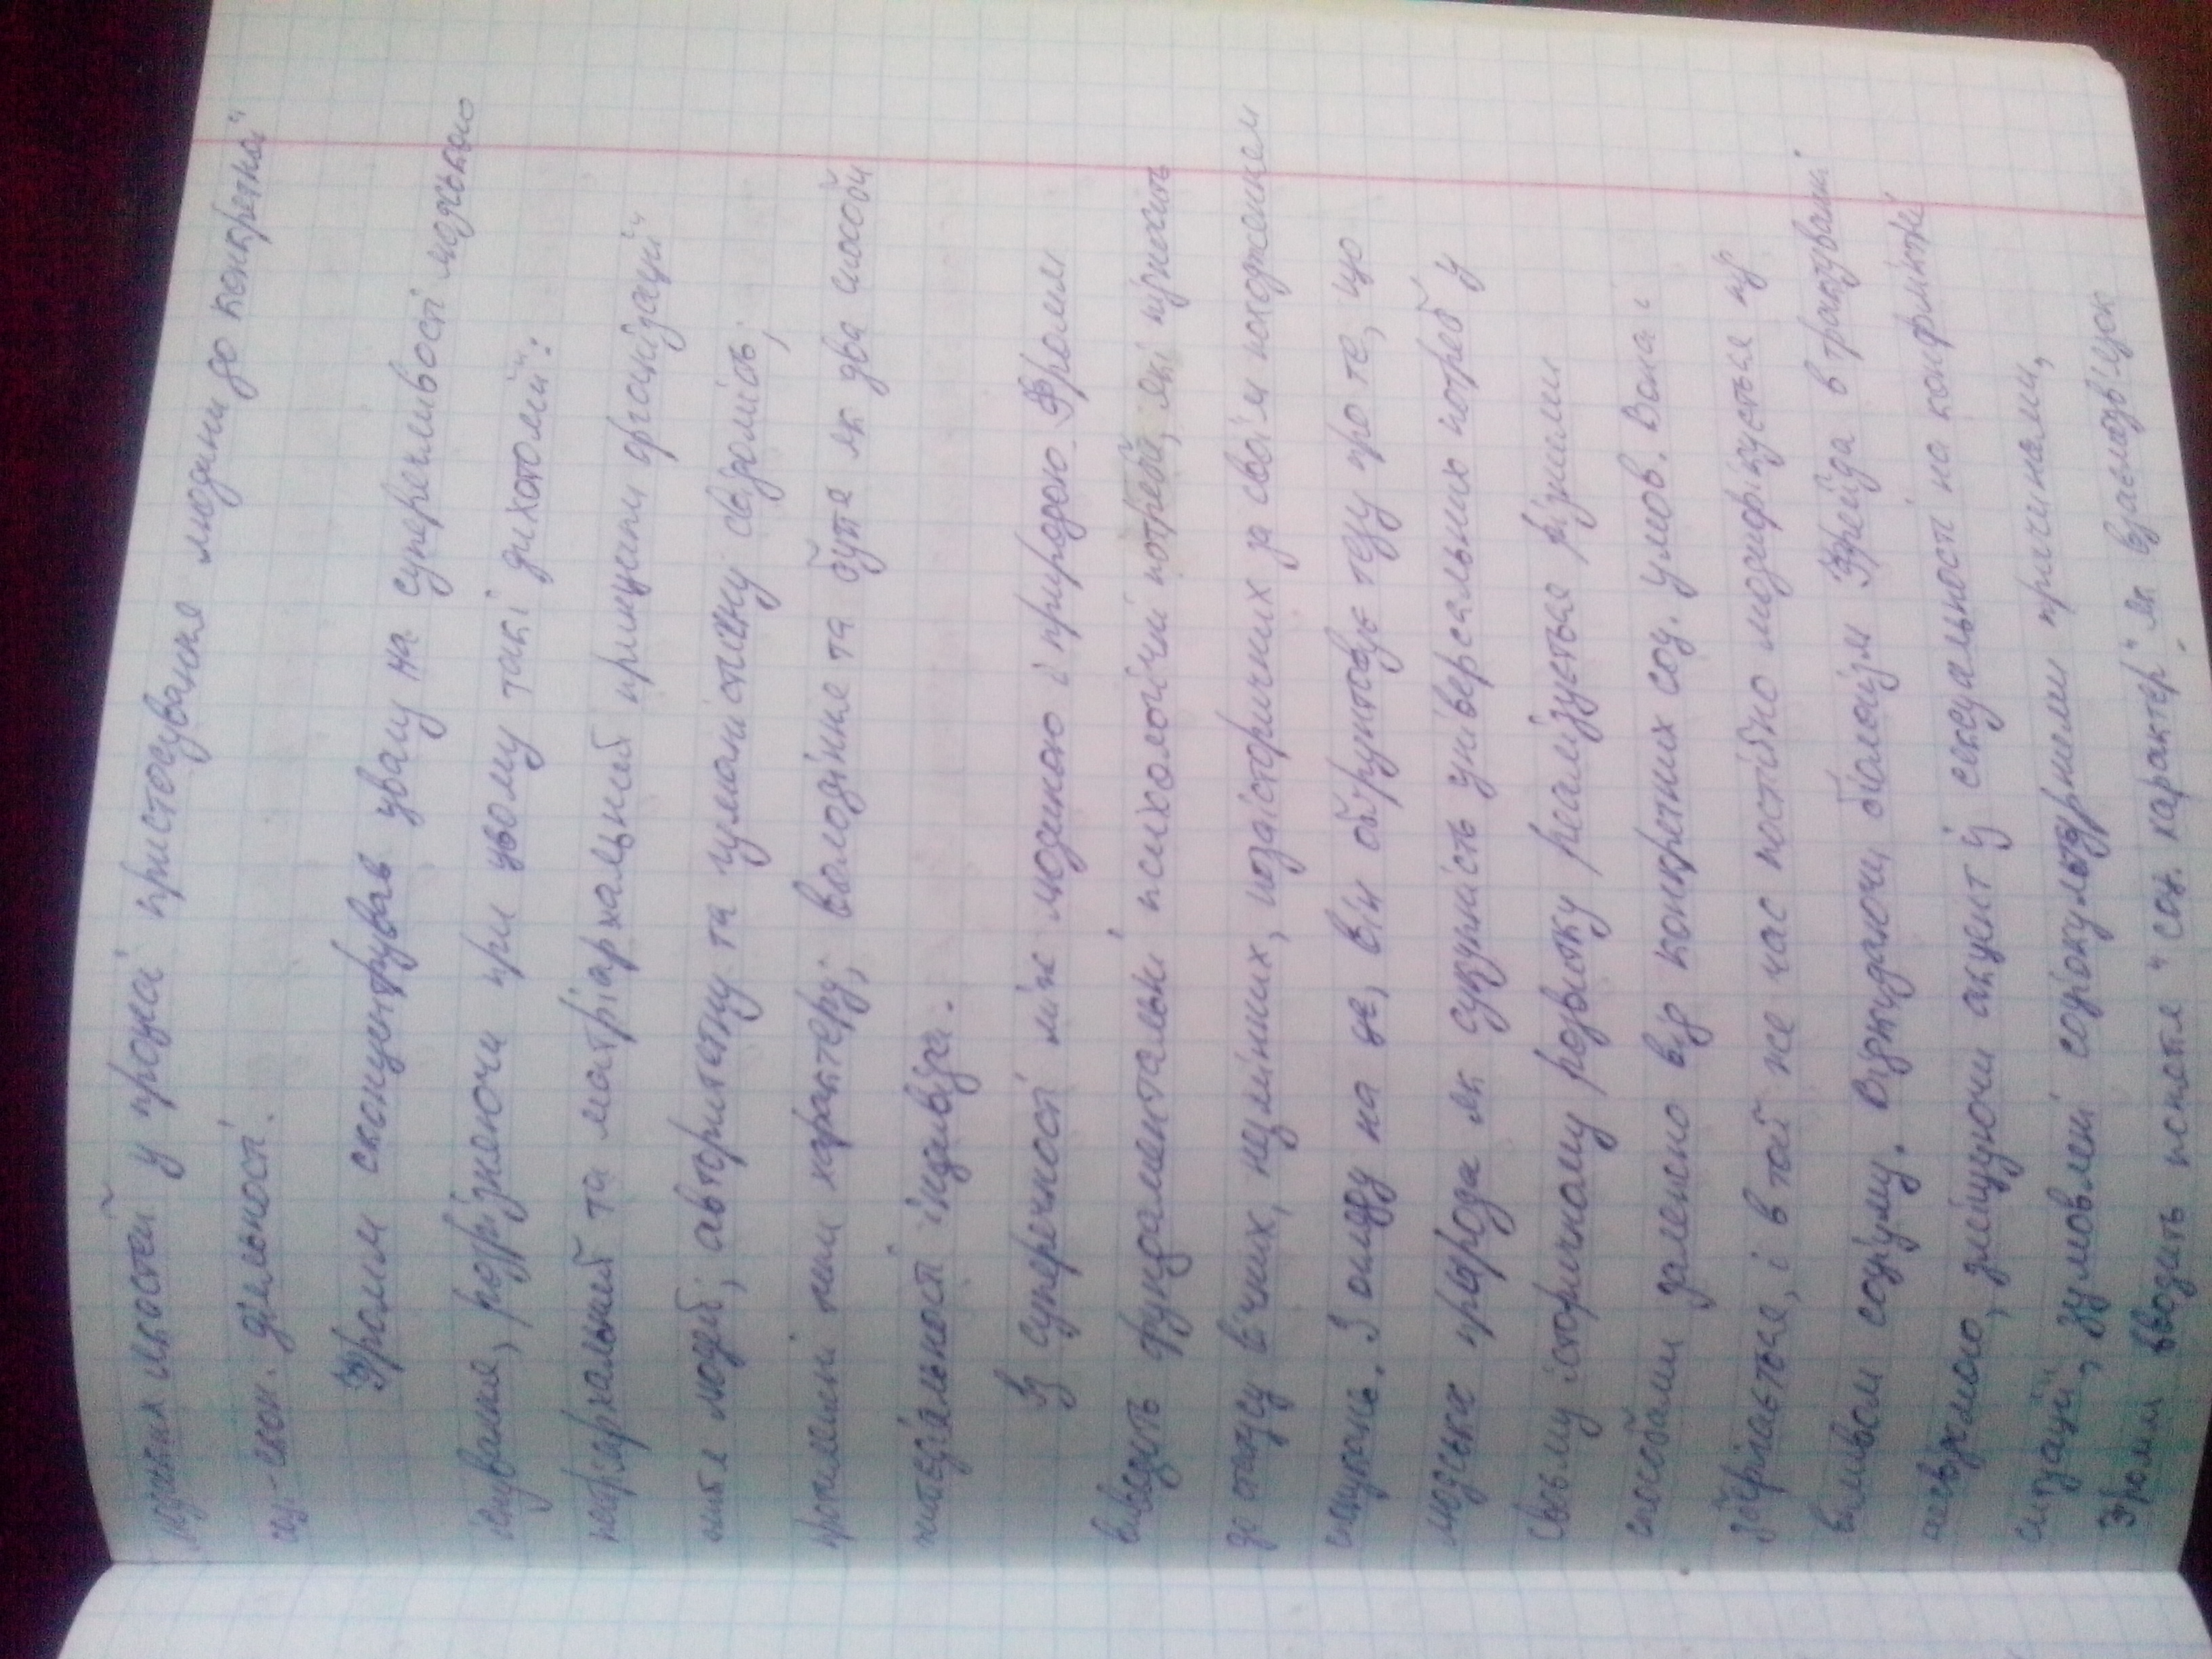 людських якостей у процесі пристосування людини до конкретної
соц.-екон. діяльності.
Фромм сконцентрував увагу на суперечливості людського
існування, розрізняючи при цьому такі дихотомії:
патріархальний та матріархальний принципи організації
життя людей; авторитетну та гуманістичну свідомість;
протилежні типи характеру; володіння та буття як два способи
життєдіяльності індивіда.
Із суперечності між людиною і природою Фромм
виводить фундаментальні психологічні потреби, які підносить
до статусу вічних, незмінних, позаісторичних за своїм походженням
спонукань. З огляду на це, він обґрунтовує тезу про те, що
людська природа як сукупність універсальних потреб у
своєму історичному розвитку реалізується різними
способами залежно від конкретних соц. умов. Вона і
зберігається, і в той же час постійно модифікується під
впливом соціуму. Відкидаючи біологізм Фрейда в трактуванні
несвідомого, зміщуючи акцент із сексуальності на конфліктні
ситуації, зумовлені соціокультурними причинами,
Фромм вводить поняття "соц. характер" як взаємозв'язок